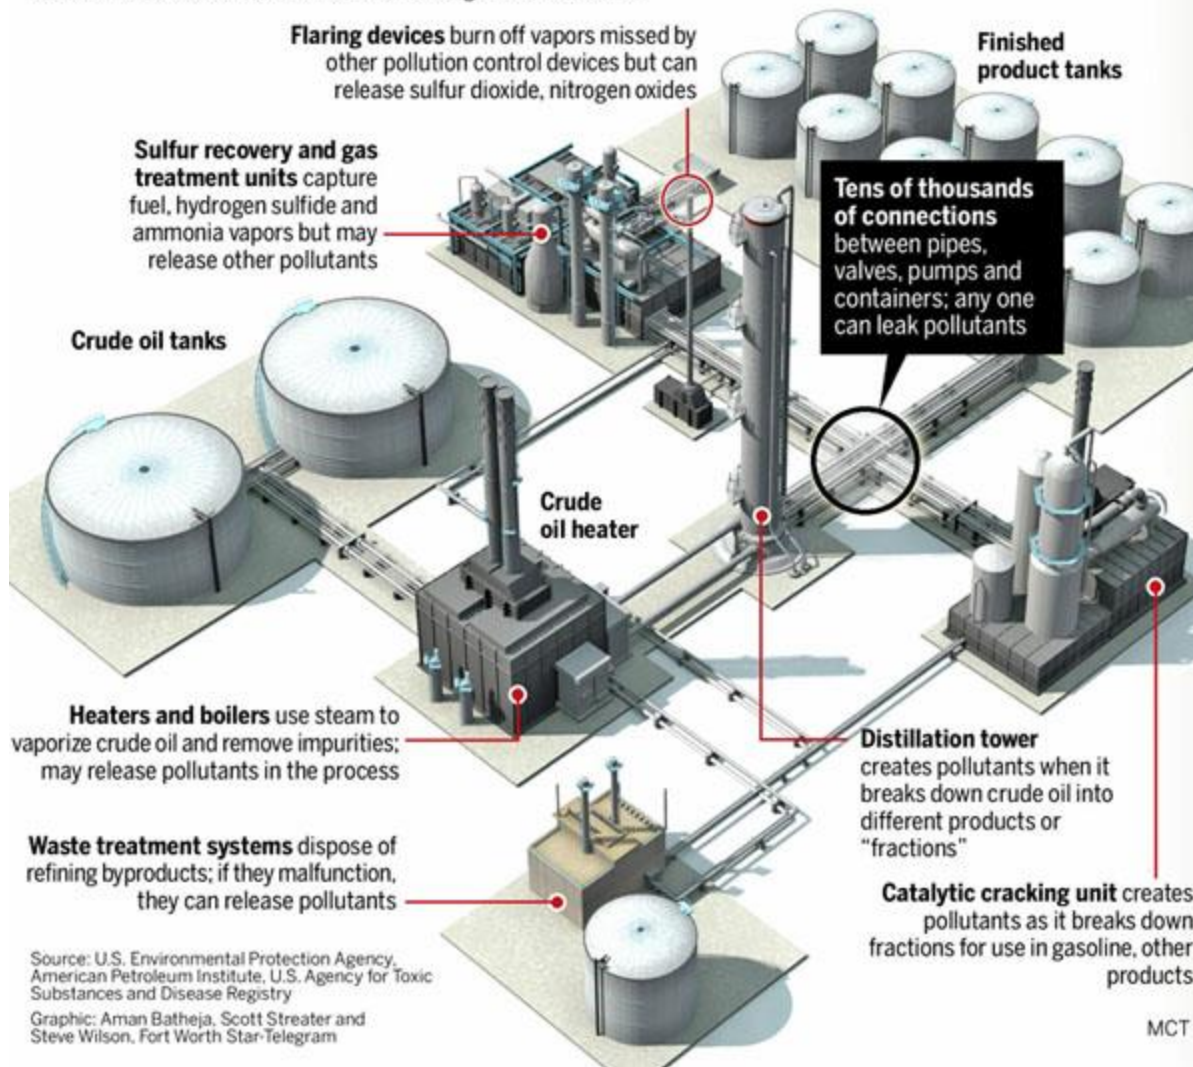 Flaring devices burn off vapors missed by
other pollution control devices but can
release sulfur dioxide, nitrogen oxides
Finished
product tanks
Sulfur recovery and gas
treatment units capture
fuel, hydrogen sulfide and
ammonia vapors but may
release other pollutants
Tens of thousands
of connections
between pipes,
valves, pumps and
containers; any one
can leak pollutants
Crude oil tanks
Crude
oil heater
Heaters and boilers use steam to
vaporize crude oil and remove impurities;
may release pollutants in the process
Distillation tower
creates pollutants when it
breaks down crude oil into
different products or
"fractions"
Waste treatment systems dispose of
refining byproducts; if they malfunction,
they can release pollutants
Catalytic cracking unit creates
pollutants as it breaks down
fractions for use in gasoline, other
products
Source: U.S. Environmental Protection Agency,
American Petroleum Institute, U.S. Agency for Toxic
Substances and Disease Registry
Graphic: Aman Batheja, Scott Streater and
Steve Wilson, Fort Worth Star-Telegram
MCT